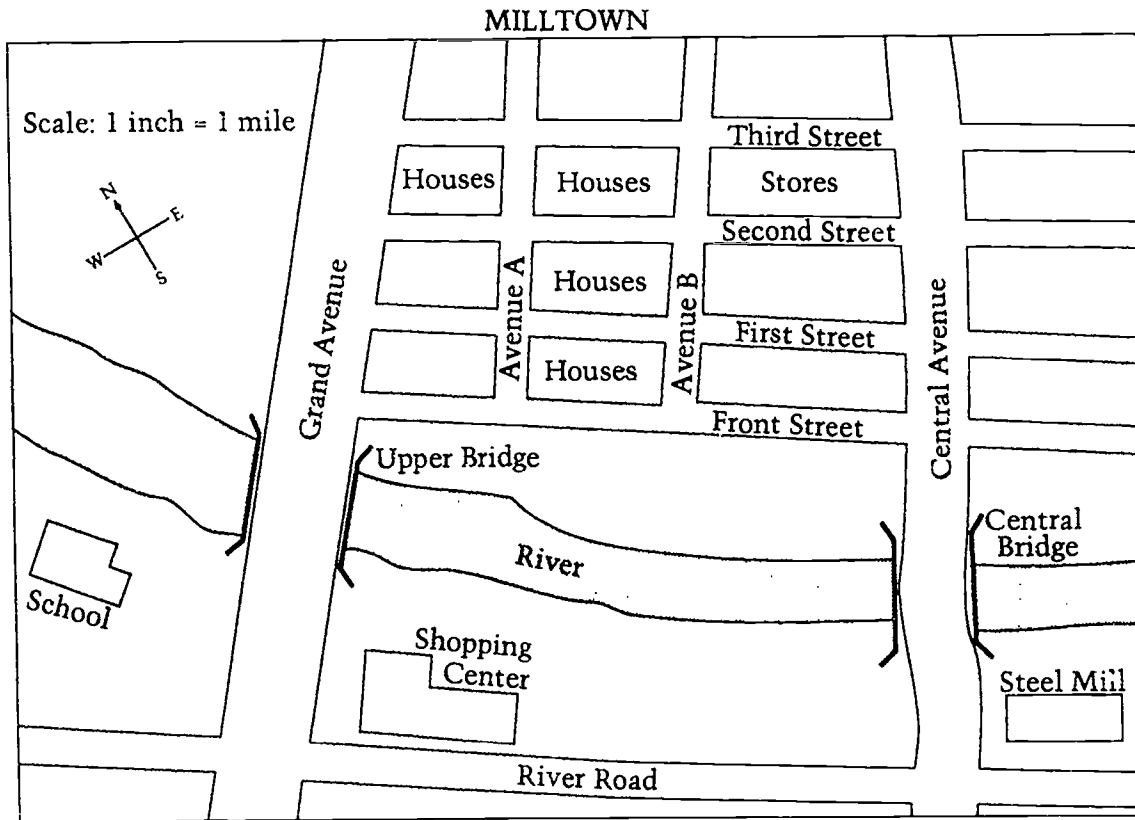 MILLTOWN
Scale: 1 inch = 1 mile
N
E
W
S
Third Street
Houses
Houses
Stores
Second Street
Houses
Avenue A
Avenue B
Grand Avenue
Central Avenue
First Street
Houses
Front Street
Upper Bridge
Central
Bridge
River
School
Shopping
Center
Steel Mill
River Road